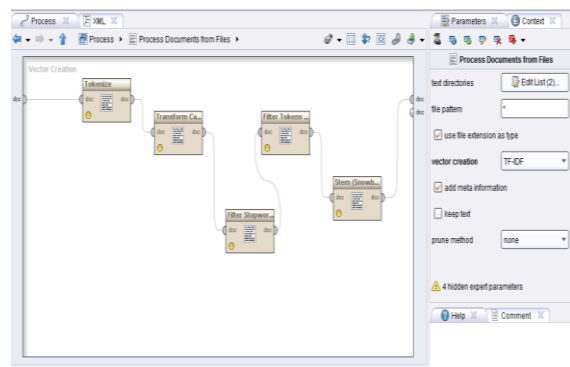 Process
XML
Parameters
Context
Process
Process Documents from Files
Process Documents from Files
Vector Creation
Tokenize
doc
doc
doc
Transform Ca...
doc
doc
Filter Stopwor...
doc
doc
Filter Tokens ...
doc
doc
Stem (Snowb...
doc
doc
doc
doc
text directories
Edit List (2)...
file pattern
*
use file extension as type
vector creation
TF-IDF
add meta information
keep text
prune method
none
4 hidden expert parameters
Help
Comment